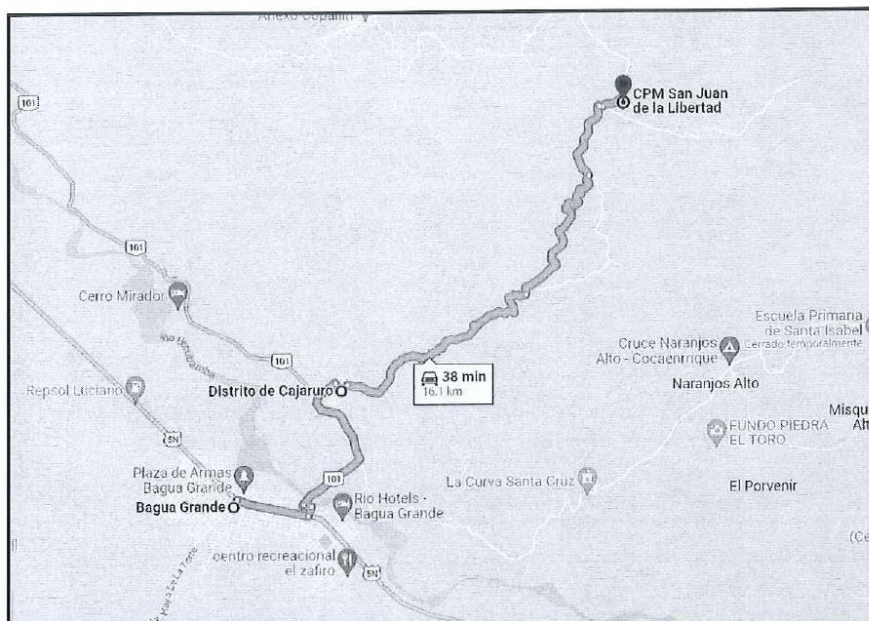 Anexo Copallín
CPM San Juan
de la Libertad
101
101
Cerro Mirador
Río Utcubamba
Escuela Primaria
de Santa Isabel
Cerrado temporalmente
Cruce Naranjos
Alto - Cocaenrrique
101
38 min
16.1 km
Distrito de Cajaruro
Repsol Luciano
Naranjos Alto
Misqu
Alt
FUNDO PIEDRA
EL TORO
5N
Plaza de Armas
Bagua Grande
101
La Curva Santa Cruz
El Porvenir
Bagua Grande
Rio Hotels -
Bagua Grande
(Ce
centro recreacional
el zafiro
5N